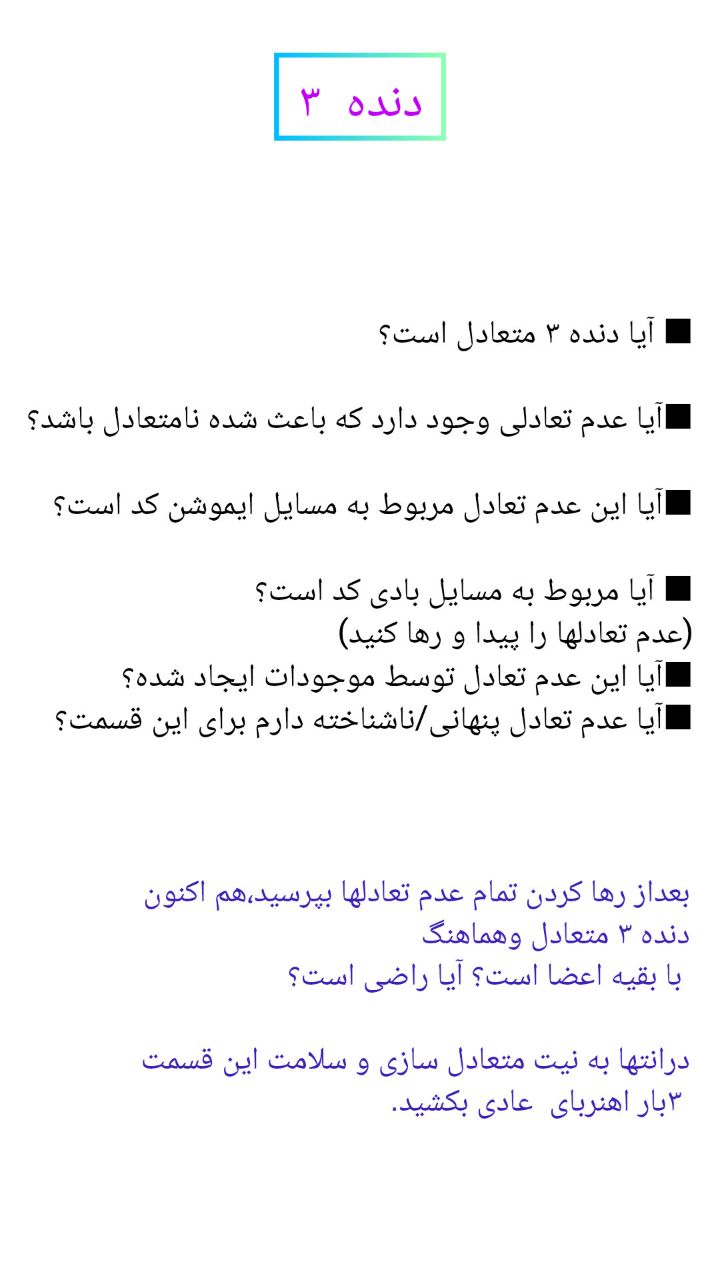 دنده ۳
■ آیا دنده ۳ متعادل است؟
■آیا عدم تعادلی وجود دارد که باعث شده نامتعادل باشد؟
■آیا این عدم تعادل مربوط به مسایل ایموشن کد است؟
■ آیا مربوط به مسایل بادی کد است؟
(عدم تعادلها را پیدا و رها کنید)
■آیا این عدم تعادل توسط موجودات ایجاد شده؟
■آیا عدم تعادل پنهانی/ناشناخته دارم برای این قسمت؟
بعداز رها کردن تمام عدم تعادلها بپرسید،هم اکنون
دنده ۳ متعادل وهماهنگ
با بقیه اعضا است؟ آیا راضی است؟
درانتها به نیت متعادل سازی و سلامت این قسمت
۳بار اهنربای عادی بکشید.